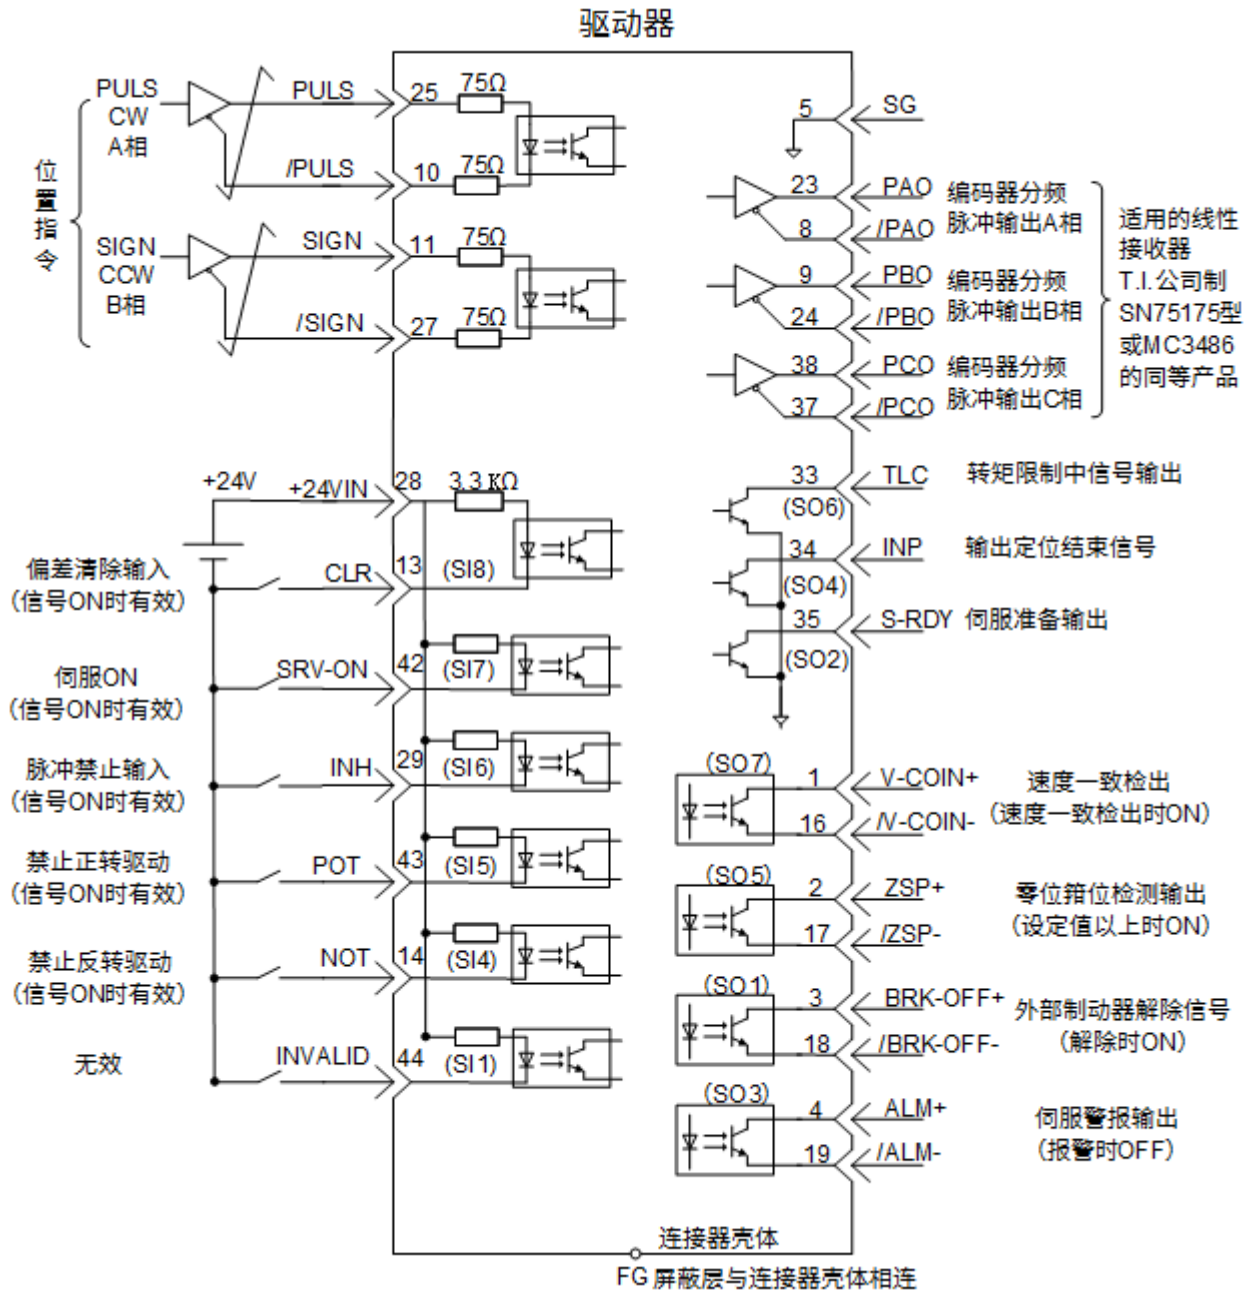 驱动器
位置指令
PULS
CW
A相
PULS
25
75Ω
/PULS
10
75Ω
SIGN
CCW
B相
SIGN
11
75Ω
/SIGN
27
75Ω
+24V
+24VIN
28
3.3 KΩ
偏差清除输入
(信号ON时有效)
CLR
13
(SI8)
伺服ON
(信号ON时有效)
SRV-ON
42
(SI7)
脉冲禁止输入
(信号ON时有效)
INH
29
(SI6)
禁止正转驱动
(信号ON时有效)
POT
43
(SI5)
禁止反转驱动
(信号ON时有效)
NOT
14
(SI4)
无效
INVALID
44
(SI1)
5
SG
23
PAO
8
/PAO
编码器分频
脉冲输出A相
9
PBO
24
/PBO
编码器分频
脉冲输出B相
38
PCO
37
/PCO
编码器分频
脉冲输出C相
适用的线性
接收器
T.I.公司制
SN75175型
或MC3486
的同等产品
33
TLC
转矩限制中信号输出
(SO6)
34
INP
输出定位结束信号
(SO4)
35
S-RDY
伺服准备输出
(SO2)
(SO7)
1
V-COIN+
16
/V-COIN-
速度一致检出
(速度一致检出时ON)
(SO5)
2
ZSP+
17
/ZSP-
零位箝位检测输出
(设定值以上时ON)
(SO1)
3
BRK-OFF+
18
/BRK-OFF-
外部制动器解除信号
(解除时ON)
(SO3)
4
ALM+
19
/ALM-
伺服警报输出
(报警时OFF)
连接器壳体
FG 屏蔽层与连接器壳体相连